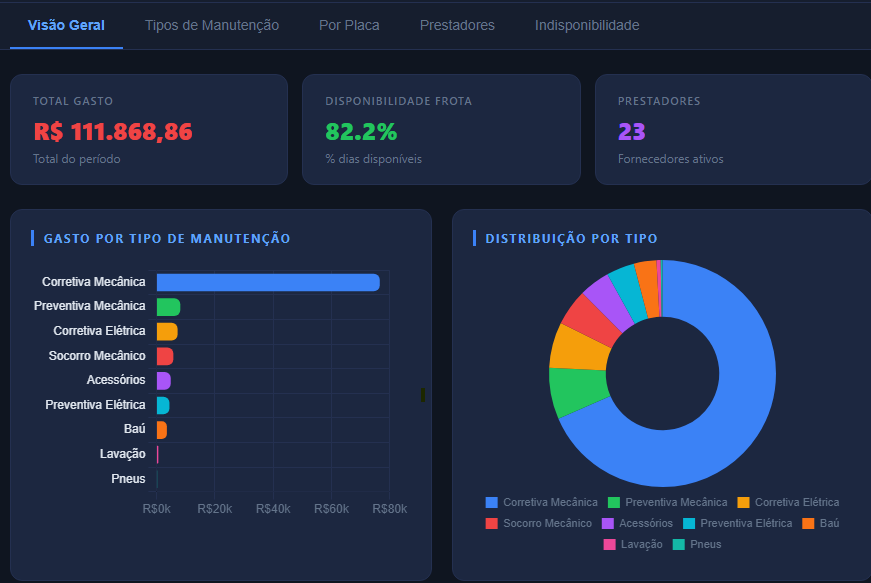 Visão Geral Tipos de Manutenção Por Placa Prestadores Indisponibilidade
TOTAL GASTO
R$ 111.868,86
Total do período
DISPONIBILIDADE FROTA
82.2%
% dias disponíveis
PRESTADORES
23
Fornecedores ativos
GASTO POR TIPO DE MANUTENÇÃO
Corretiva Mecânica
Preventiva Mecânica
Corretiva Elétrica
Socorro Mecânico
Acessórios
Preventiva Elétrica
Baú
Lavação
Pneus
R$0k R$20k R$40k R$60k R$80k
DISTRIBUIÇÃO POR TIPO
Corretiva Mecânica Preventiva Mecânica Corretiva Elétrica
Socorro Mecânico Acessórios Preventiva Elétrica Baú
Lavação Pneus